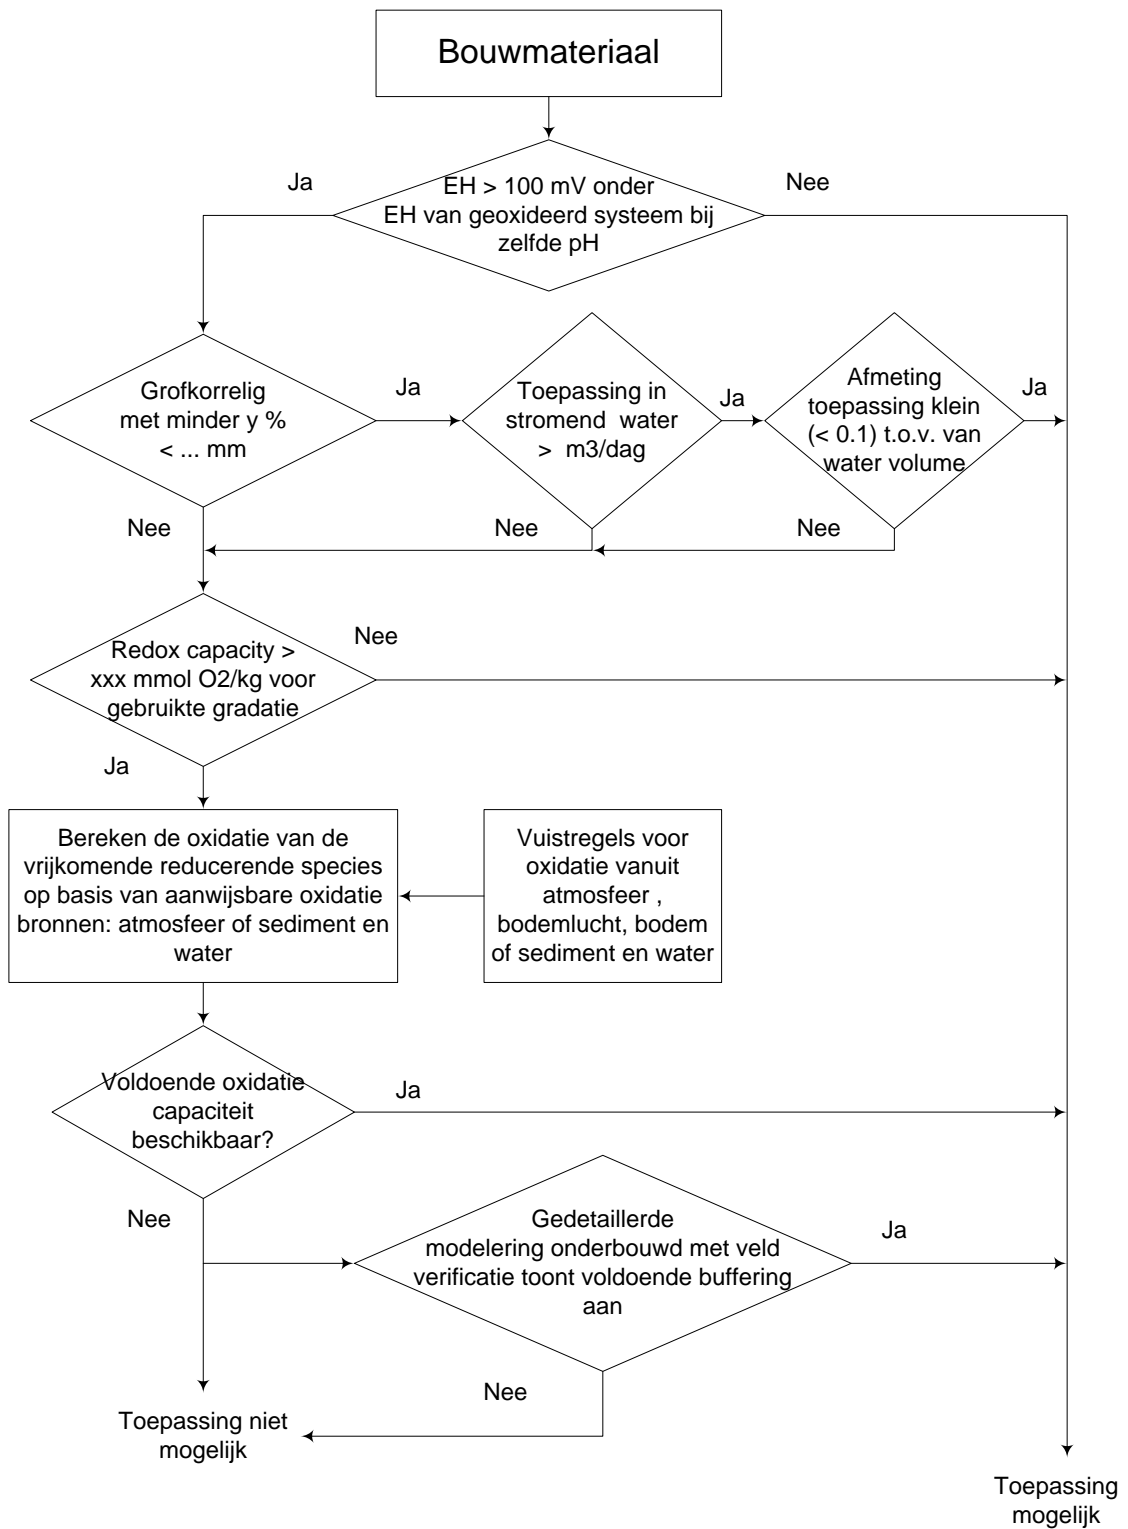 Bouwmateriaal
Ja
Nee
EH > 100 mV onder
EH van geoxideerd systeem bij
zelfde pH
Grofkorrelig
met minder y %
< ... mm
Ja
Toepassing in
stromend water
> m3/dag
Ja
Afmeting
toepassing klein
(< 0.1) t.o.v. van
water volume
Ja
Nee
Nee
Nee
Redox capacity >
xxx mmol O2/kg voor
gebruikte gradatie
Nee
Ja
Bereken de oxidatie van de
vrijkomende reducerende species
op basis van aanwijsbare oxidatie
bronnen: atmosfeer of sediment en
water
Vuistregels voor
oxidatie vanuit
atmosfeer ,
bodemlucht, bodem
of sediment en water
Voldoende oxidatie
capaciteit
beschikbaar?
Ja
Nee
Gedetaillerde
modelering onderbouwd met veld
verificatie toont voldoende buffering
aan
Ja
Nee
Toepassing niet
mogelijk
Toepassing
mogelijk